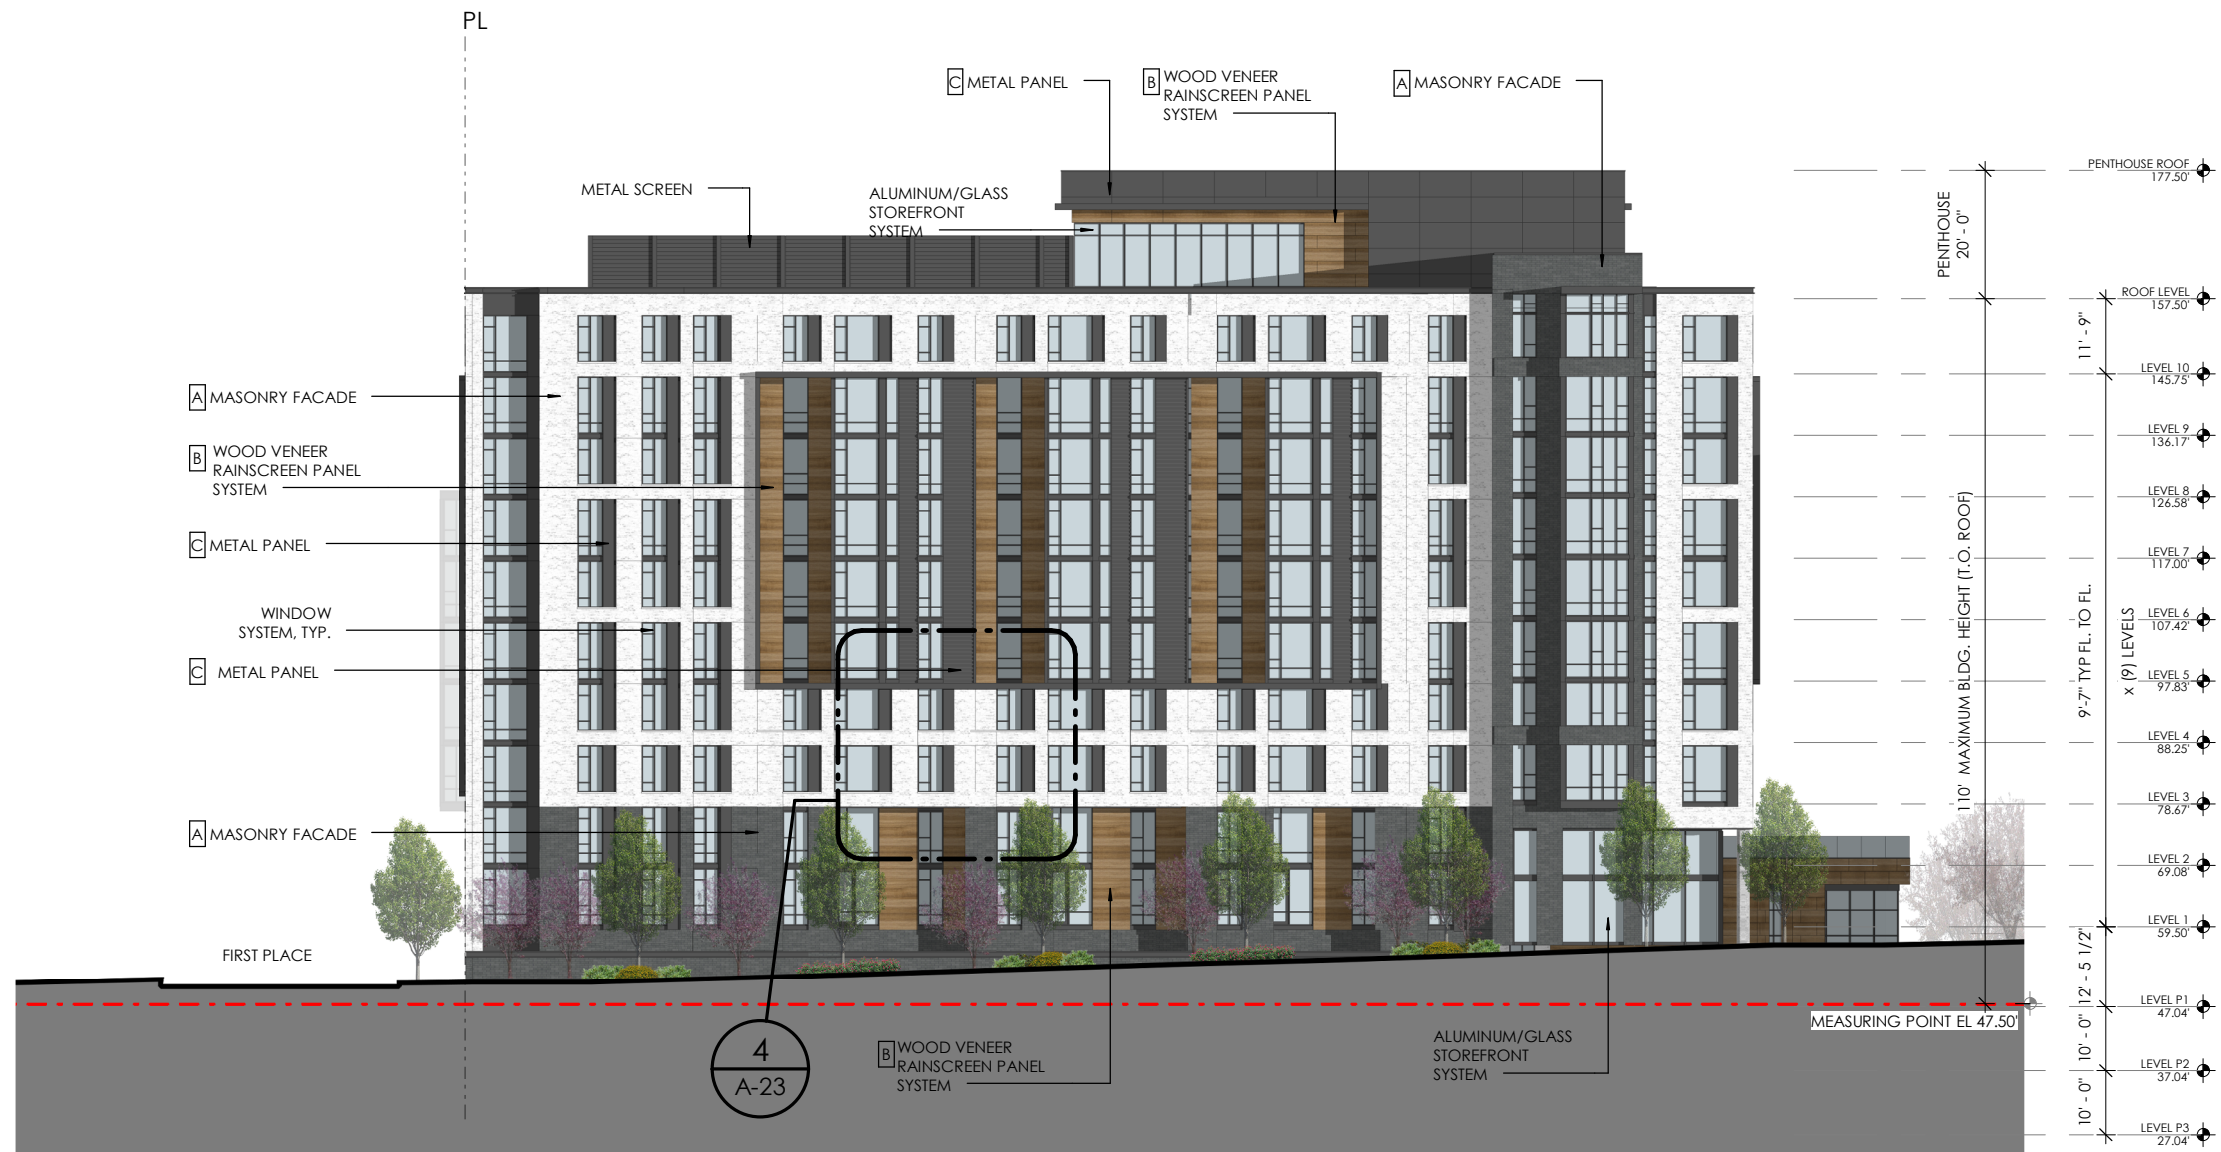 PL
C METAL PANEL
B WOOD VENEER
RAINSCREEN PANEL
SYSTEM
A MASONRY FACADE
METAL SCREEN
ALUMINUM/GLASS
STOREFRONT
SYSTEM
A MASONRY FACADE
B WOOD VENEER
RAINSCREEN PANEL
SYSTEM
C METAL PANEL
WINDOW
SYSTEM, TYP.
C METAL PANEL
A MASONRY FACADE
FIRST PLACE
4
A-23
B WOOD VENEER
RAINSCREEN PANEL
SYSTEM
ALUMINUM/GLASS
STOREFRONT
SYSTEM
MEASURING POINT EL 47.50'
PENTHOUSE
20' - 0"
110' MAXIMUM BLDG. HEIGHT (T.O. ROOF)
11' - 9"
9'-7" TYP FL. TO FL.
x (9) LEVELS
12' - 5 1/2"
10' - 0"
10' - 0"
PENTHOUSE ROOF
177.50'
ROOF LEVEL
157.50'
LEVEL 10
145.75'
LEVEL 9
136.17'
LEVEL 8
126.58'
LEVEL 7
117.00'
LEVEL 6
107.42'
LEVEL 5
97.83'
LEVEL 4
88.25'
LEVEL 3
78.67'
LEVEL 2
69.08'
LEVEL 1
59.50'
LEVEL P1
47.04'
LEVEL P2
37.04'
LEVEL P3
27.04'